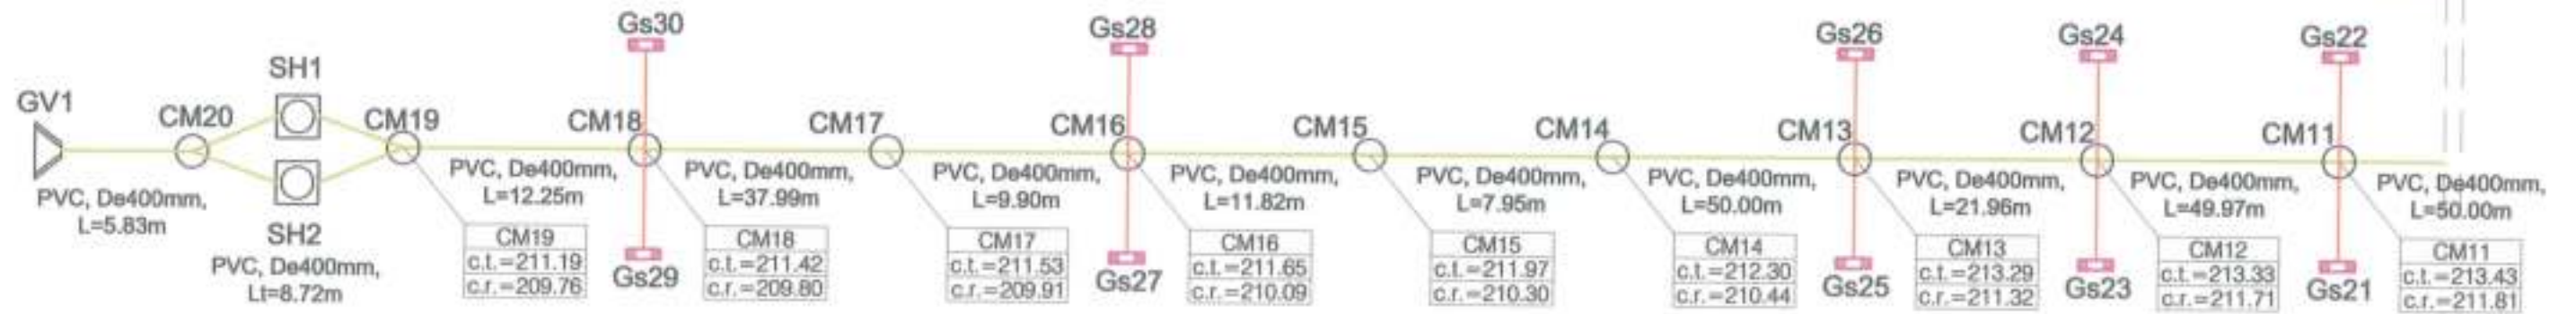 GV1
CM20
SH1
SH2
CM19
CM18
Gs30
Gs29
CM17
CM16
Gs28
Gs27
CM15
CM14
CM13
Gs26
Gs25
CM12
Gs24
Gs23
CM11
Gs22
Gs21
PVC, De400mm,
L=5.83m
PVC, De400mm,
Lt=8.72m
PVC, De400mm,
L=12.25m
PVC, De400mm,
L=37.99m
PVC, De400mm,
L=9.90m
PVC, De400mm,
L=11.82m
PVC, De400mm,
L=7.95m
PVC, De400mm,
L=50.00m
PVC, De400mm,
L=21.96m
PVC, De400mm,
L=49.97m
PVC, De400mm,
L=50.00m
CM19
c.t.=211.19
c.r.=209.76
CM18
c.t.=211.42
c.r.=209.80
CM17
c.t.=211.53
c.r.=209.91
CM16
c.t.=211.65
c.r.=210.09
CM15
c.t.=211.97
c.r.=210.30
CM14
c.t.=212.30
c.r.=210.44
CM13
c.t.=213.29
c.r.=211.32
CM12
c.t.=213.33
c.r.=211.71
CM11
c.t.=213.43
c.r.=211.81